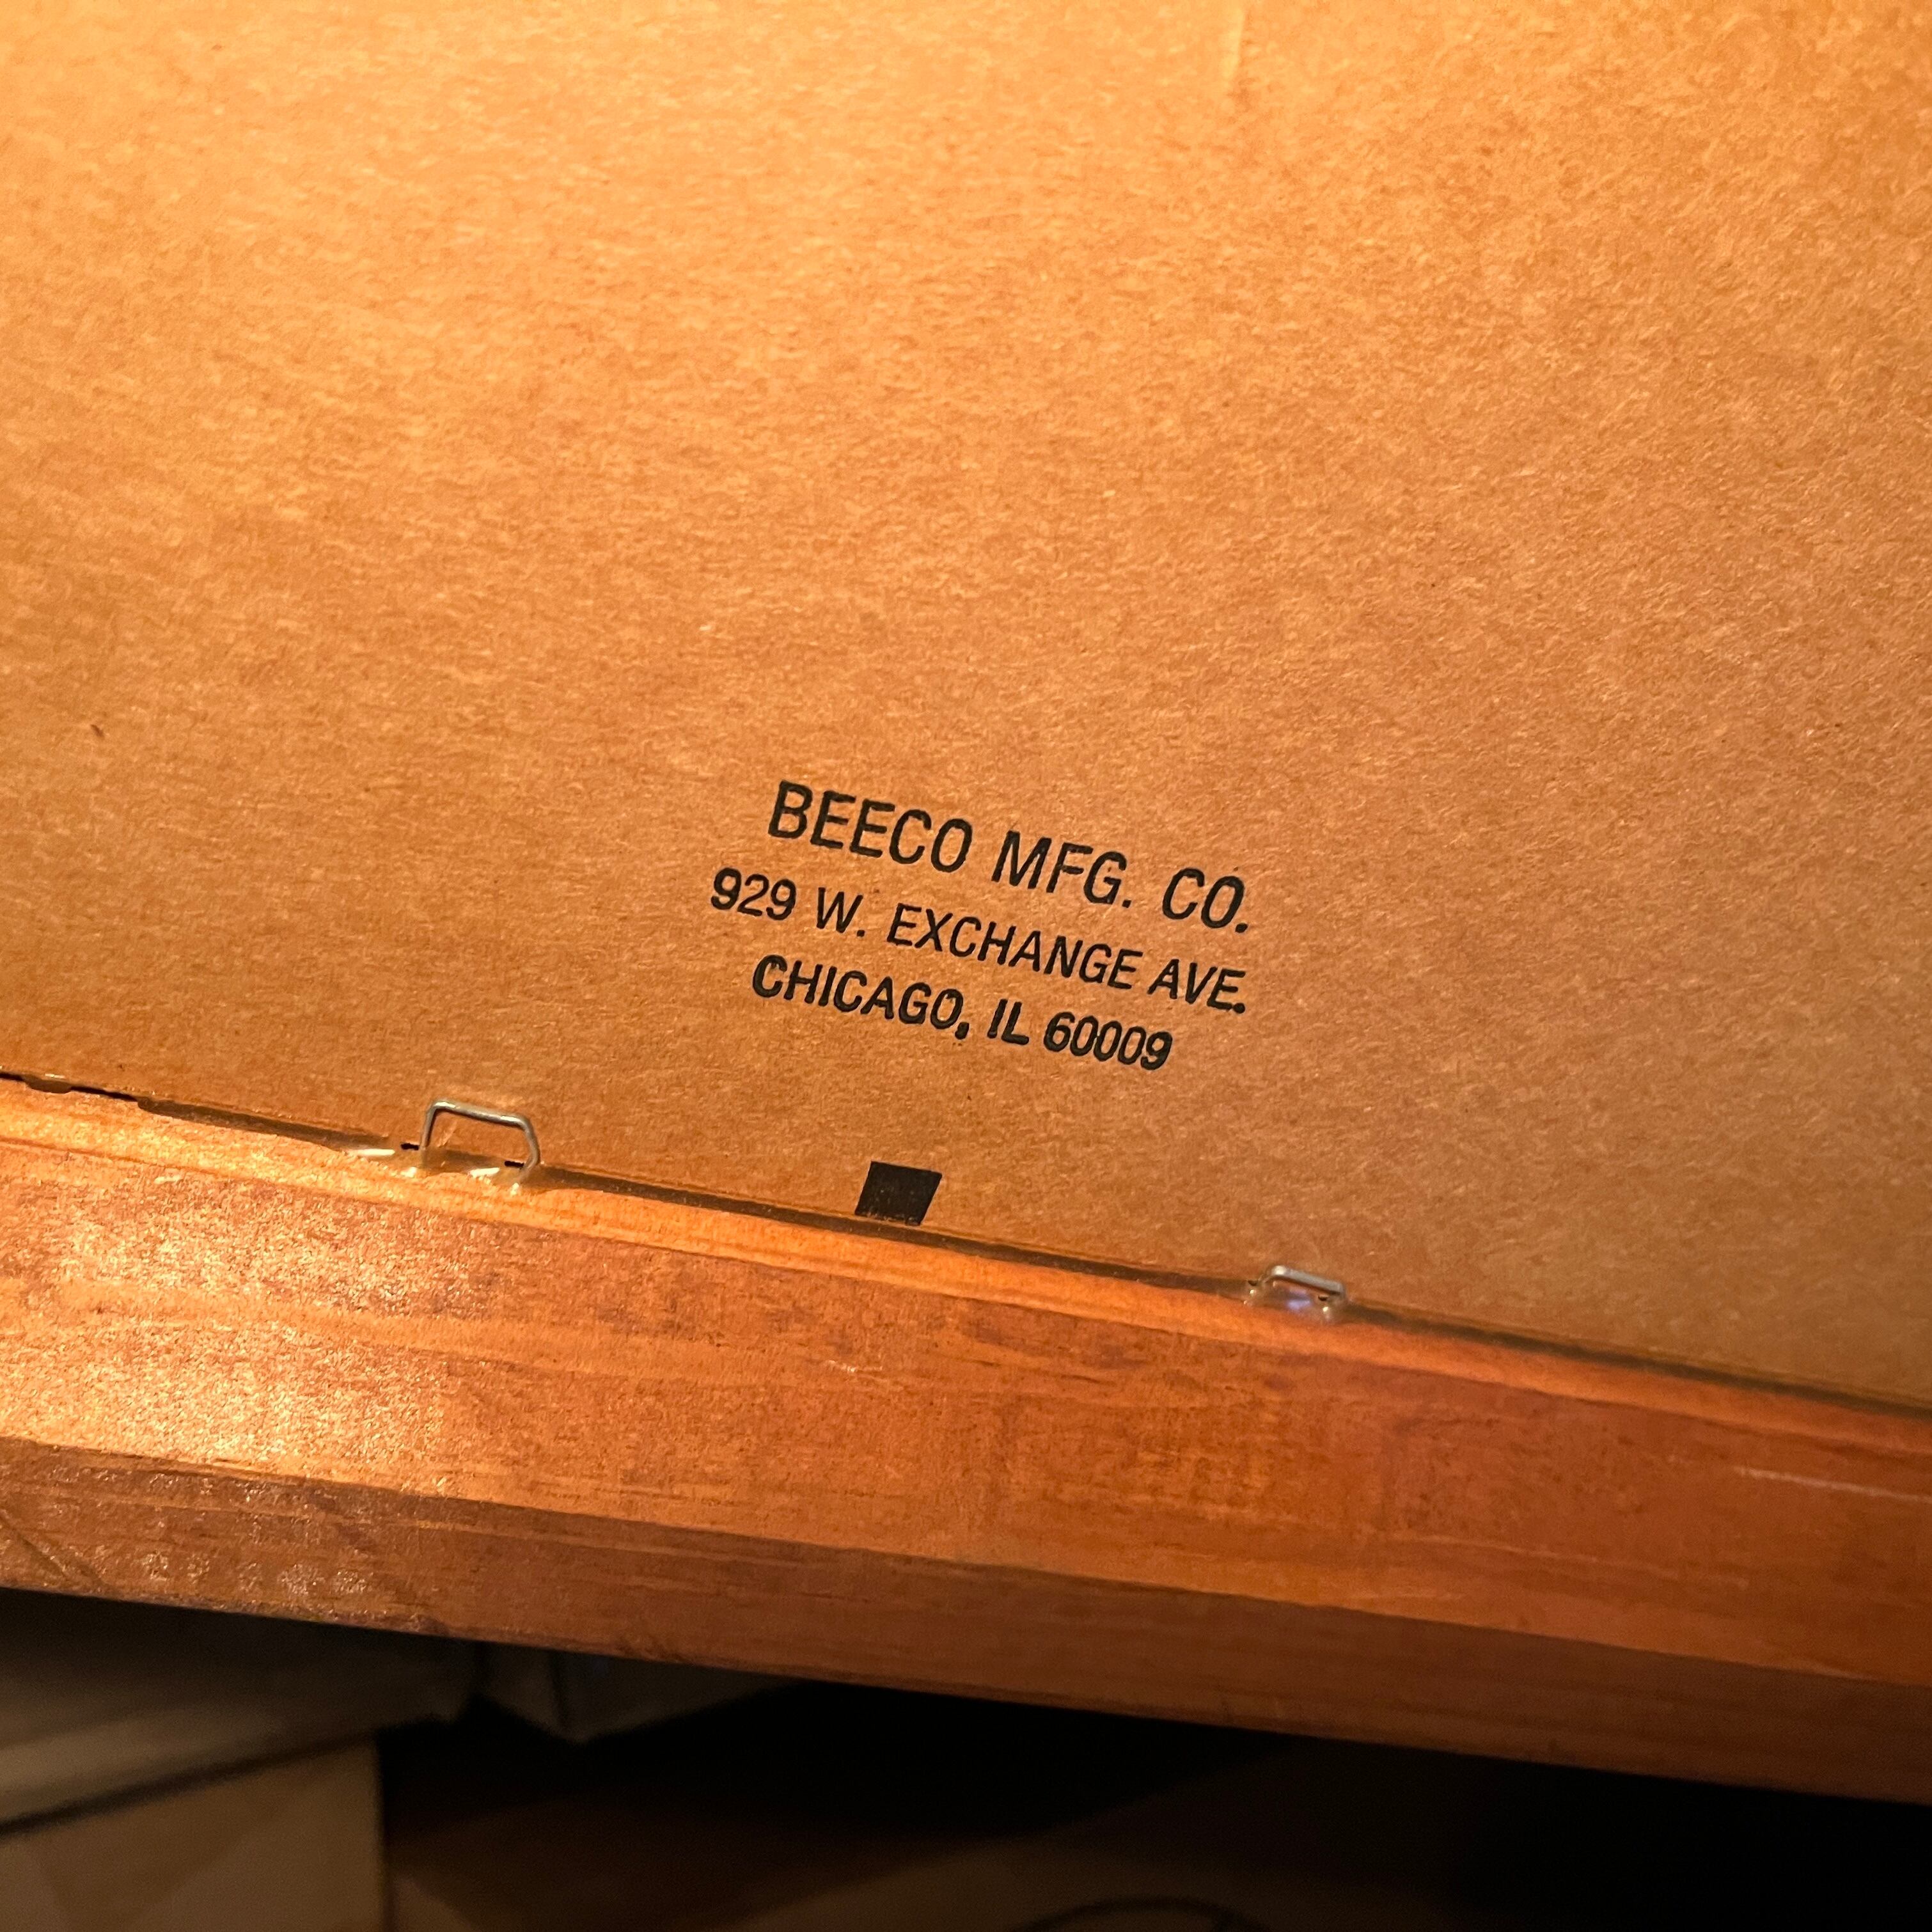 BEECO MFG. CO.
929 W. EXCHANGE AVE.
CHICAGO, IL 60009